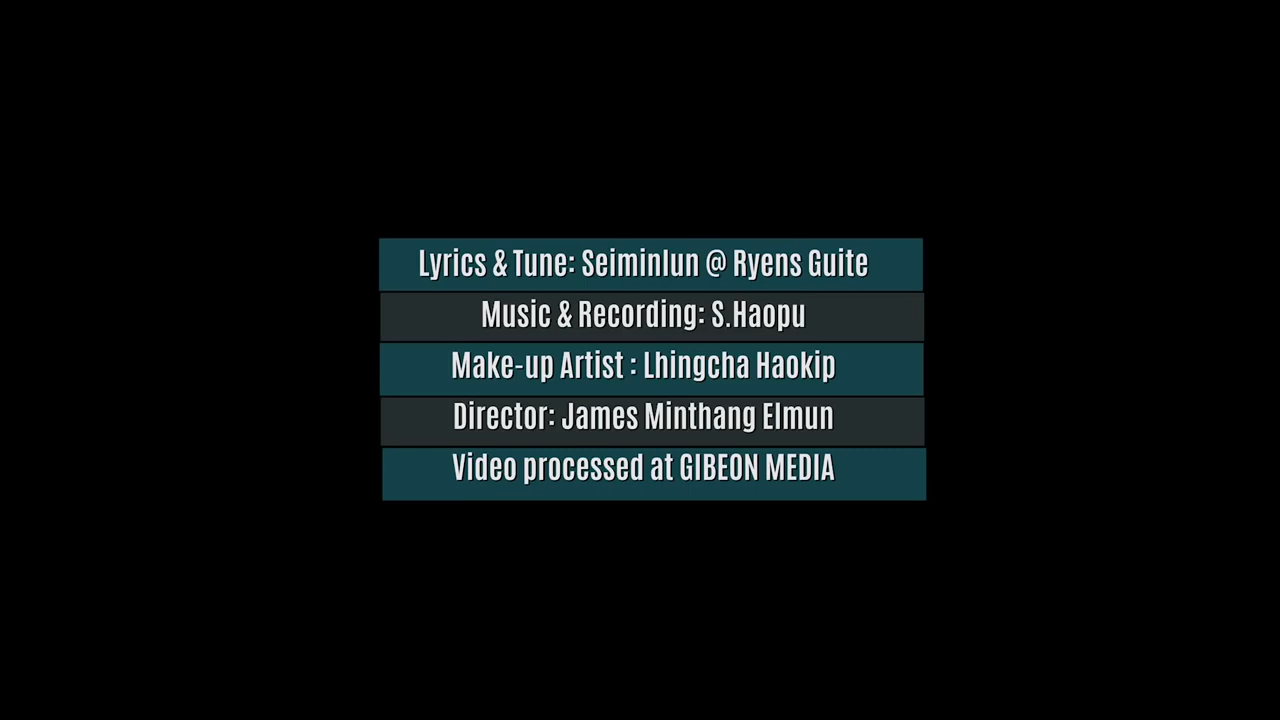 Lyrics & Tune: Seiminlun @ Ryens Guite
Music & Recording: S.Haopu
Make-up Artist : Lhingcha Haokip
Director: James Minthang Elmun
Video processed at GIBEON MEDIA